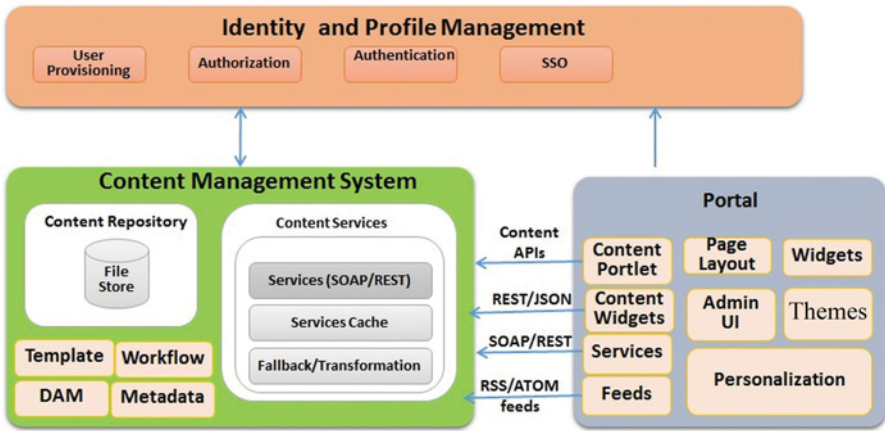 Identity and Profile Management
User
Provisioning
Authorization
Authentication
SSO
Content Management System
Content Repository
File
Store
Template
Workflow
DAM
Metadata
Content Services
Services (SOAP/REST)
Services Cache
Fallback/Transformation
Content
APIs
REST/JSON
SOAP/REST
RSS/ATOM
feeds
Portal
Content
Portlet
Page
Layout
Widgets
Content
Widgets
Admin
UI
Themes
Services
Feeds
Personalization